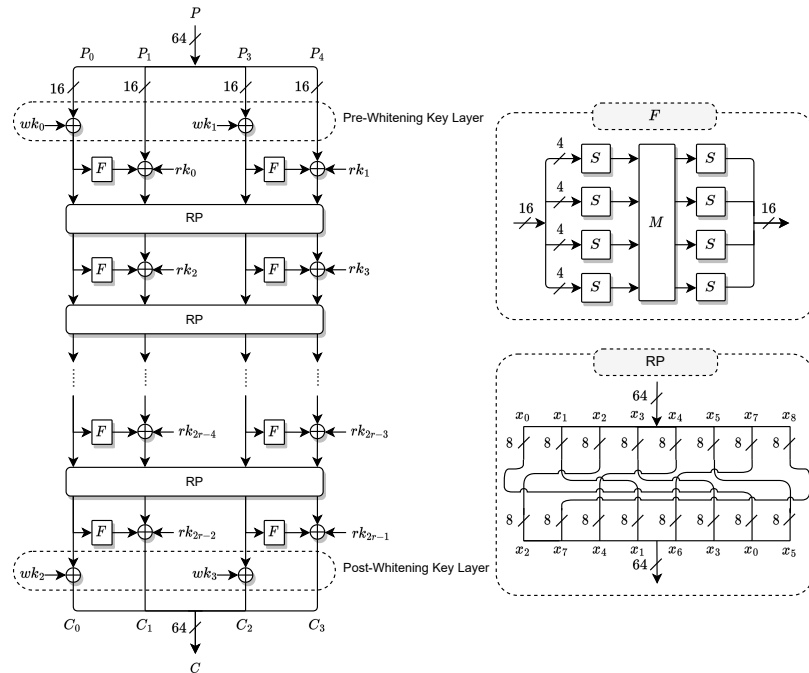 P
64
P0 P1 P3 P4
16 16 16 16
wk0 wk1 Pre-Whitening Key Layer
F rk0 F rk1
RP
F rk2 F rk3
RP
F rk2r−4 F rk2r−3
RP
F rk2r−2 F rk2r−1
wk2 wk3 Post-Whitening Key Layer
64
C0 C1 C2 C3
C
F
4 S S
4 S S
16 M 16
4 S S
4 S S
RP
64
x0 x1 x2 x3 x4 x5 x7 x8
8 8 8 8 8 8 8 8
8 8 8 8 8 8 8 8
x2 x7 x4 x1 x6 x3 x0 x5
64